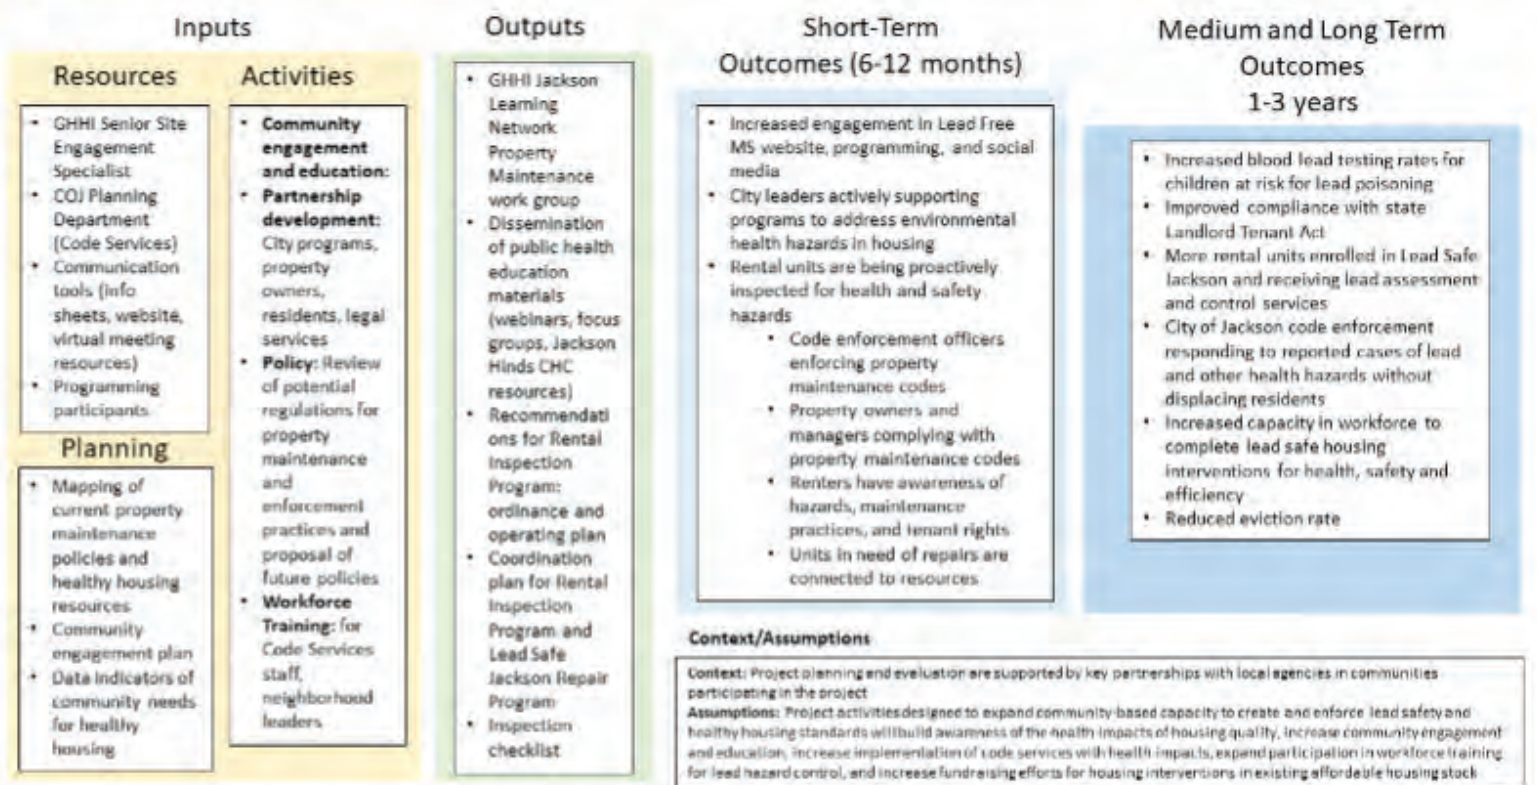 Inputs
Resources
• GHHI Senior Site
Engagement
Specialist
• COJ Planning
Department
(Code Services)
• Communication
tools (info
sheets, website,
virtual meeting
resources)
• Programming
participants
Planning
• Mapping of
current property
maintenance
policies and
healthy housing
resources
• Community
engagement plan
• Data indicators of
community needs
for healthy
housing
Activities
• Community
engagement
and education:
• Partnership
development:
City programs,
property
owners,
residents, legal
services
• Policy: Review
of potential
regulations for
property
maintenance
and
enforcement
practices and
proposal of
future policies
• Workforce
Training: for
Code Services
staff,
neighborhood
leaders
Outputs
• GHHI Jackson
Learning
Network
Property
Maintenance
work group
• Dissemination
of public health
education
materials
(webinars, focus
groups, Jackson
Hinds CHC
resources)
• Recommendati
ons for Rental
Inspection
Program:
ordinance and
operating plan
• Coordination
plan for Rental
Inspection
Program and
Lead Safe
Jackson Repair
Program
• Inspection
checklist
Short-Term
Outcomes (6-12 months)
• Increased engagement in Lead Free
MS website, programming, and social
media
• City leaders actively supporting
programs to address environmental
health hazards in housing
• Rental units are being proactively
inspected for health and safety
hazards
• Code enforcement officers
enforcing property
maintenance codes
• Property owners and
managers complying with
property maintenance codes
• Renters have awareness of
hazards, maintenance
practices, and tenant rights
• Units in need of repairs are
connected to resources
Medium and Long Term
Outcomes
1-3 years
• Increased blood lead testing rates for
children at risk for lead poisoning
• Improved compliance with state
Landlord Tenant Act
• More rental units enrolled in Lead Safe
Jackson and receiving lead assessment
and control services
• City of Jackson code enforcement
responding to reported cases of lead
and other health hazards without
displacing residents
• Increased capacity in workforce to
complete lead safe housing
interventions for health, safety and
efficiency
• Reduced eviction rate
Context/Assumptions
Context: Project planning and evaluation are supported by key partnerships with local agencies in communities
participating in the project
Assumptions: Project activities designed to expand community-based capacity to create and enforce lead safety and
healthy housing standards will build awareness of the health impacts of housing quality, increase community engagement
and education, increase implementation of code services with health impacts, expand participation in workforce training
for lead hazard control, and increase fundraising efforts for housing interventions in existing affordable housing stock